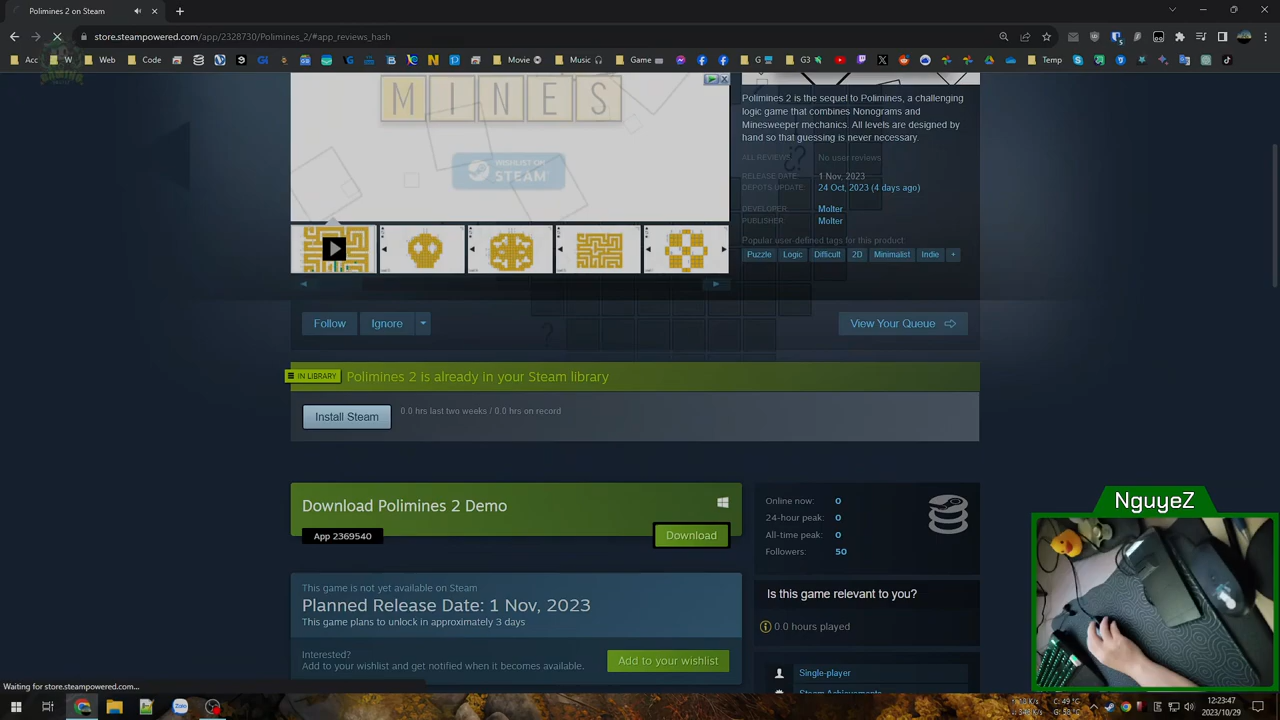 Polimines 2 on Steam
store.steampowered.com/app/2328730/Polimines_2/#app_reviews_hash
Acc
W
Web
Code
Movie
Music
Game
G3
Temp
GAMING
MINES
WISHLIST ON
STEAM
Polimines 2 is the sequel to Polimines, a challenging
logic game that combines Nonograms and
Minesweeper mechanics. All levels are designed by
hand so that guessing is never necessary.
ALL REVIEWS: No user reviews
RELEASE DATE: 1 Nov, 2023
DEPOTS UPDATE: 24 Oct, 2023 (4 days ago)
DEVELOPER: Molter
PUBLISHER: Molter
Popular user-defined tags for this product:
Puzzle Logic Difficult 2D Minimalist Indie +
Follow Ignore View Your Queue
IN LIBRARY Polimines 2 is already in your Steam library
Install Steam 0.0 hrs last two weeks / 0.0 hrs on record
Download Polimines 2 Demo
App 2369540 Download
Online now: 0
24-hour peak: 0
All-time peak: 0
Followers: 50
This game is not yet available on Steam
Planned Release Date: 1 Nov, 2023
This game plans to unlock in approximately 3 days
Interested?
Add to your wishlist and get notified when it becomes available.
Add to your wishlist
Is this game relevant to you?
0.0 hours played
Single-player
Steam Achievements
NguyeZ
Waiting for store.steampowered.com...
C: 49 °C
G: 58 °C
12:23:47
2023/10/29